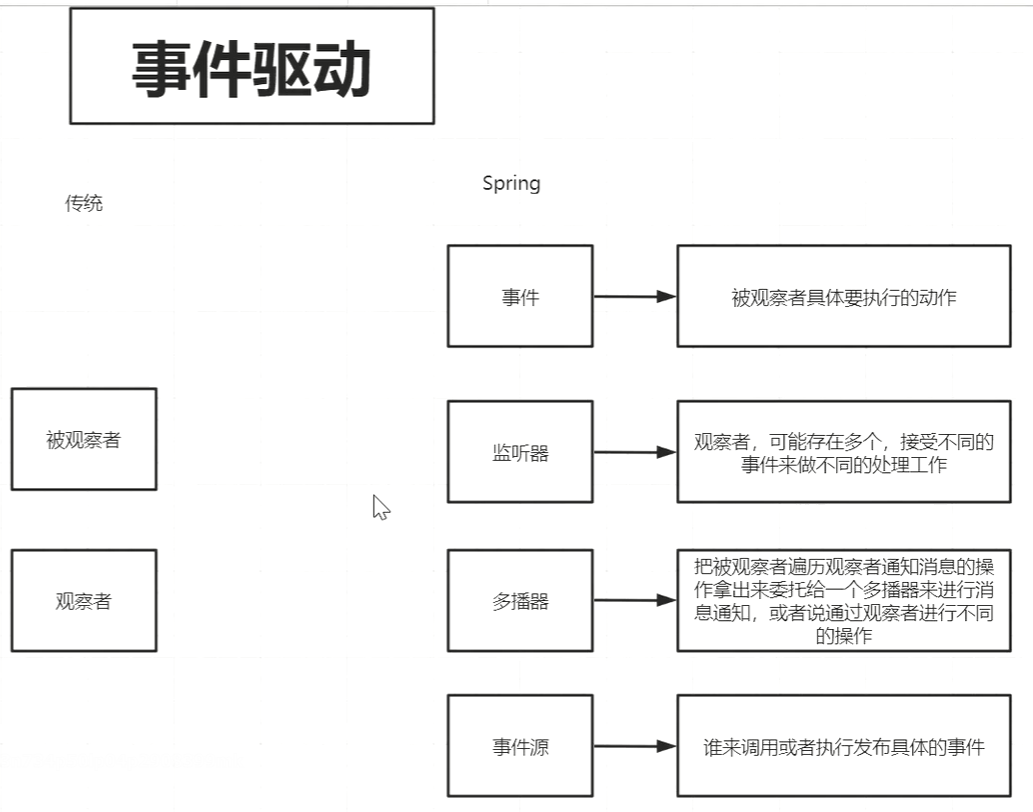 事件驱动
传统
Spring
事件
被观察者具体要执行的动作
被观察者
监听器
观察者，可能存在多个，接受不同的
事件来做不同的处理工作
观察者
多播器
把被观察者遍历观察者通知消息的操
作拿出来委托给一个多播器来进行消
息通知，或者说通过观察者进行不同
的操作
事件源
谁来调用或者执行发布具体的事件